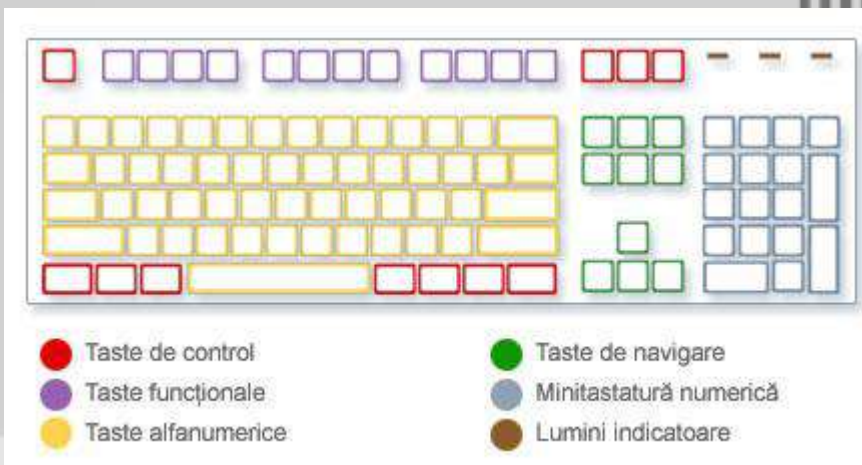 Taste de control
Taste funcționale
Taste alfanumerice
Taste de navigare
Minitastatură numerică
Lumini indicatoare